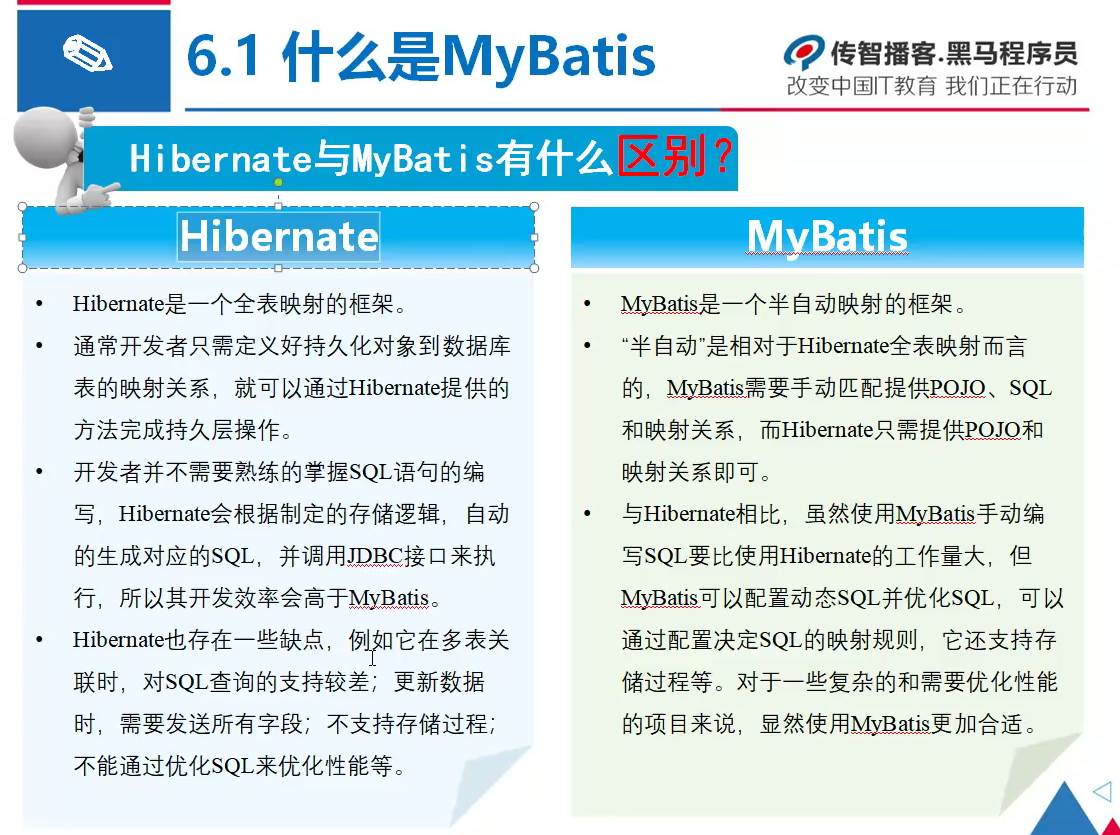 6.1 什么是MyBatis
传智播客.黑马程序员
改变中国IT教育 我们正在行动
Hibernate与MyBatis有什么区别？
Hibernate
• Hibernate是一个全表映射的框架。
• 通常开发者只需定义好持久化对象到数据库
表的映射关系，就可以通过Hibernate提供的
方法完成持久层操作。
• 开发者并不需要熟练的掌握SQL语句的编
写，Hibernate会根据制定的存储逻辑，自动
的生成对应的SQL，并调用JDBC接口来执
行，所以其开发效率会高于MyBatis。
• Hibernate也存在一些缺点，例如它在多表关
联时，对SQL查询的支持较差；更新数据
时，需要发送所有字段；不支持存储过程；
不能通过优化SQL来优化性能等。
MyBatis
• MyBatis是一个半自动映射的框架。
• “半自动”是相对于Hibernate全表映射而言
的，MyBatis需要手动匹配提供POJO、SQL
和映射关系，而Hibernate只需提供POJO和
映射关系即可。
• 与Hibernate相比，虽然使用MyBatis手动编
写SQL要比使用Hibernate的工作量大，但
MyBatis可以配置动态SQL并优化SQL，可以
通过配置决定SQL的映射规则，它还支持存
储过程等。对于一些复杂的和需要优化性能
的项目来说，显然使用MyBatis更加合适。